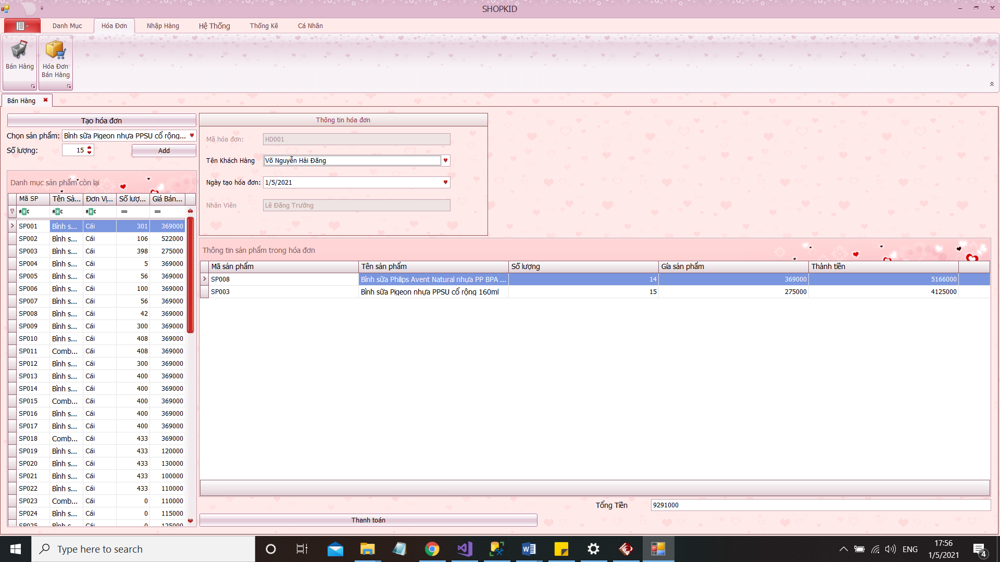 SHOPKID
Danh Mục
Hóa Đơn
Nhập Hàng
Hệ Thống
Thống Kê
Cá Nhân
Bán Hàng
Hóa Đơn
Bán Hàng
Bán Hàng
Tạo hóa đơn
Chọn sản phẩm: Bình sữa Pigeon nhựa PPSU cổ rộng...
Số lượng: 15 Add
Danh mục sản phẩm còn lại
Mã SP Tên Sả... Đơn Vị... Số lượ... Giá Bán...
SP001 Bình s... Cái 301 369000
SP002 Bình s... Cái 106 522000
SP003 Bình s... Cái 398 275000
SP004 Bình s... Cái 5 369000
SP005 Bình s... Cái 56 369000
SP006 Bình s... Cái 100 369000
SP007 Bình s... Cái 56 369000
SP008 Bình s... Cái 42 369000
SP009 Bình s... Cái 300 369000
SP010 Bình s... Cái 408 369000
SP011 Comb... Cái 408 369000
SP012 Bình s... Cái 300 369000
SP013 Bình s... Cái 400 369000
SP014 Bình s... Cái 400 369000
SP015 Comb... Cái 400 369000
SP016 Bình s... Cái 400 369000
SP017 Bình s... Cái 400 369000
SP018 Comb... Cái 433 369000
SP019 Bình s... Cái 433 120000
SP020 Bình s... Cái 433 130000
SP021 Bình s... Cái 433 100000
SP022 Bình s... Cái 433 110000
SP023 Comb... Cái 0 110000
SP024 Bình s... Cái 0 115000
SP025 Bình s... Cái 0 125000
Thông tin hóa đơn
Mã hóa đơn: HD001
Tên Khách Hàng Võ Nguyễn Hải Đăng
Ngày tạo hóa đơn: 1/5/2021
Nhân Viên Lê Đăng Trường
Thông tin sản phẩm trong hóa đơn
Mã sản phẩm Tên sản phẩm Số lượng Gía sản phẩm Thành tiền
SP008 Bình sữa Philips Avent Natural nhựa PP BPA ... 14 369000 5166000
SP003 Bình sữa Pigeon nhựa PPSU cổ rộng 160ml 15 275000 4125000
Tổng Tiền 9291000
Thanh toán
Type here to search
ENG
17:56
1/5/2021
4